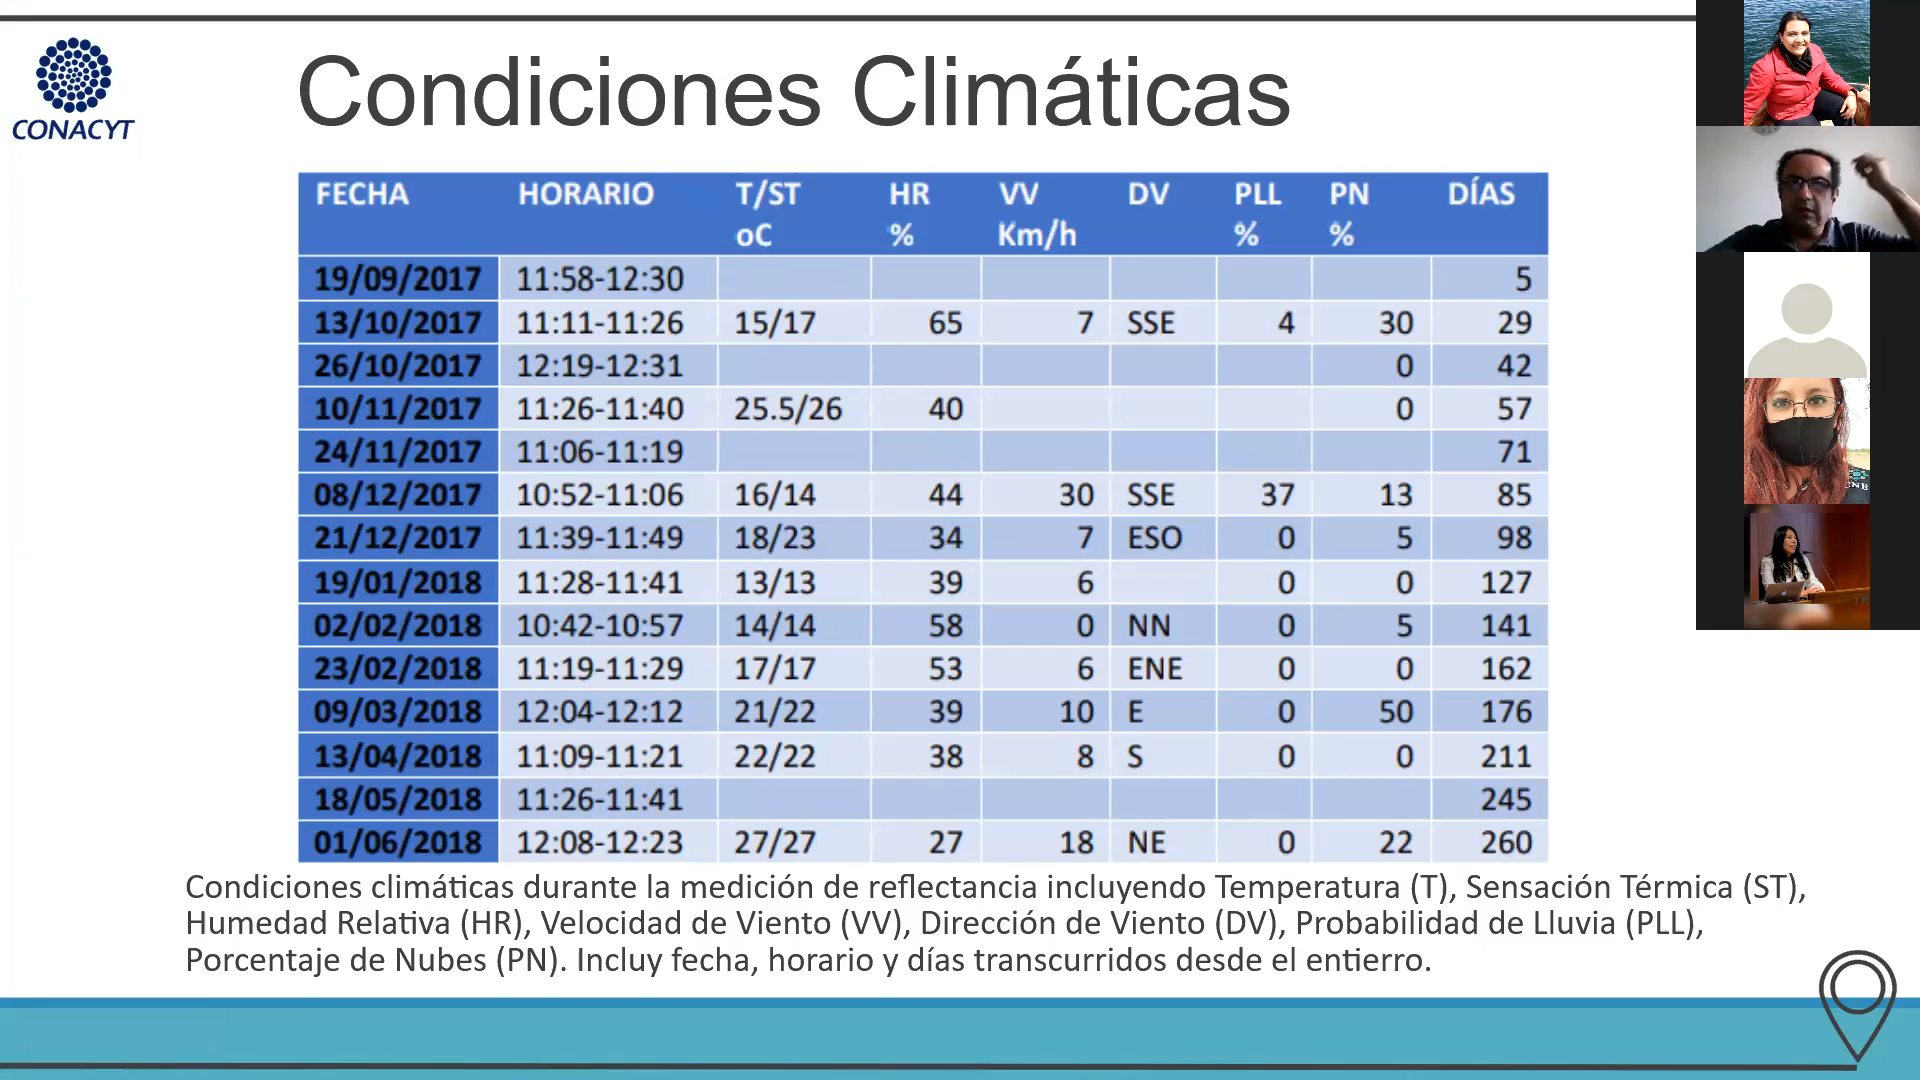 CONACYT
Condiciones Climáticas
FECHA HORARIO T/ST oC HR % VV Km/h DV PLL % PN % DÍAS
19/09/2017 11:58-12:30 5
13/10/2017 11:11-11:26 15/17 65 7 SSE 4 30 29
26/10/2017 12:19-12:31 0 42
10/11/2017 11:26-11:40 25.5/26 40 0 57
24/11/2017 11:06-11:19 71
08/12/2017 10:52-11:06 16/14 44 30 SSE 37 13 85
21/12/2017 11:39-11:49 18/23 34 7 ESO 0 5 98
19/01/2018 11:28-11:41 13/13 39 6 0 0 127
02/02/2018 10:42-10:57 14/14 58 0 NN 0 5 141
23/02/2018 11:19-11:29 17/17 53 6 ENE 0 0 162
09/03/2018 12:04-12:12 21/22 39 10 E 0 50 176
13/04/2018 11:09-11:21 22/22 38 8 S 0 0 211
18/05/2018 11:26-11:41 245
01/06/2018 12:08-12:23 27/27 27 18 NE 0 22 260
Condiciones climáticas durante la medición de reflectancia incluyendo Temperatura (T), Sensación Térmica (ST),
Humedad Relativa (HR), Velocidad de Viento (VV), Dirección de Viento (DV), Probabilidad de Lluvia (PLL),
Porcentaje de Nubes (PN). Incluy fecha, horario y días transcurridos desde el entierro.